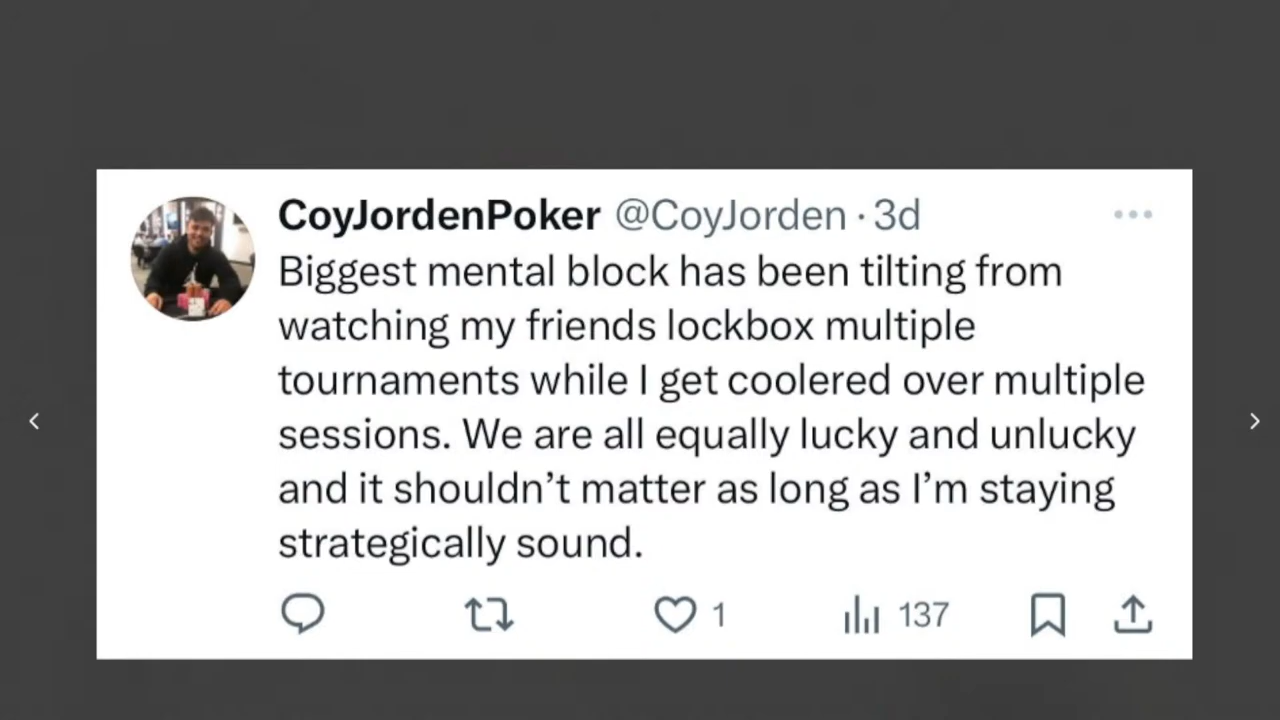 CoyJordenPoker @CoyJorden · 3d
Biggest mental block has been tilting from
watching my friends lockbox multiple
tournaments while I get coolered over multiple
sessions. We are all equally lucky and unlucky
and it shouldn’t matter as long as I’m staying
strategically sound.
1 137